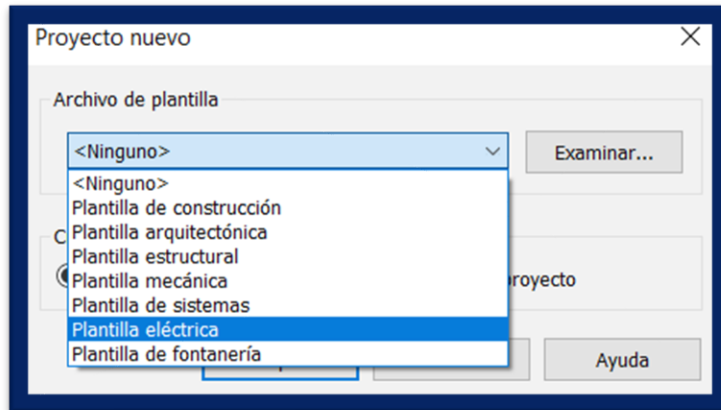 Proyecto nuevo
Archivo de plantilla
<Ninguno>
Examinar...
<Ninguno>
Plantilla de construcción
Plantilla arquitectónica
Plantilla estructural
Plantilla mecánica
royecto
Plantilla de sistemas
Plantilla eléctrica
Plantilla de fontanería
Ayuda